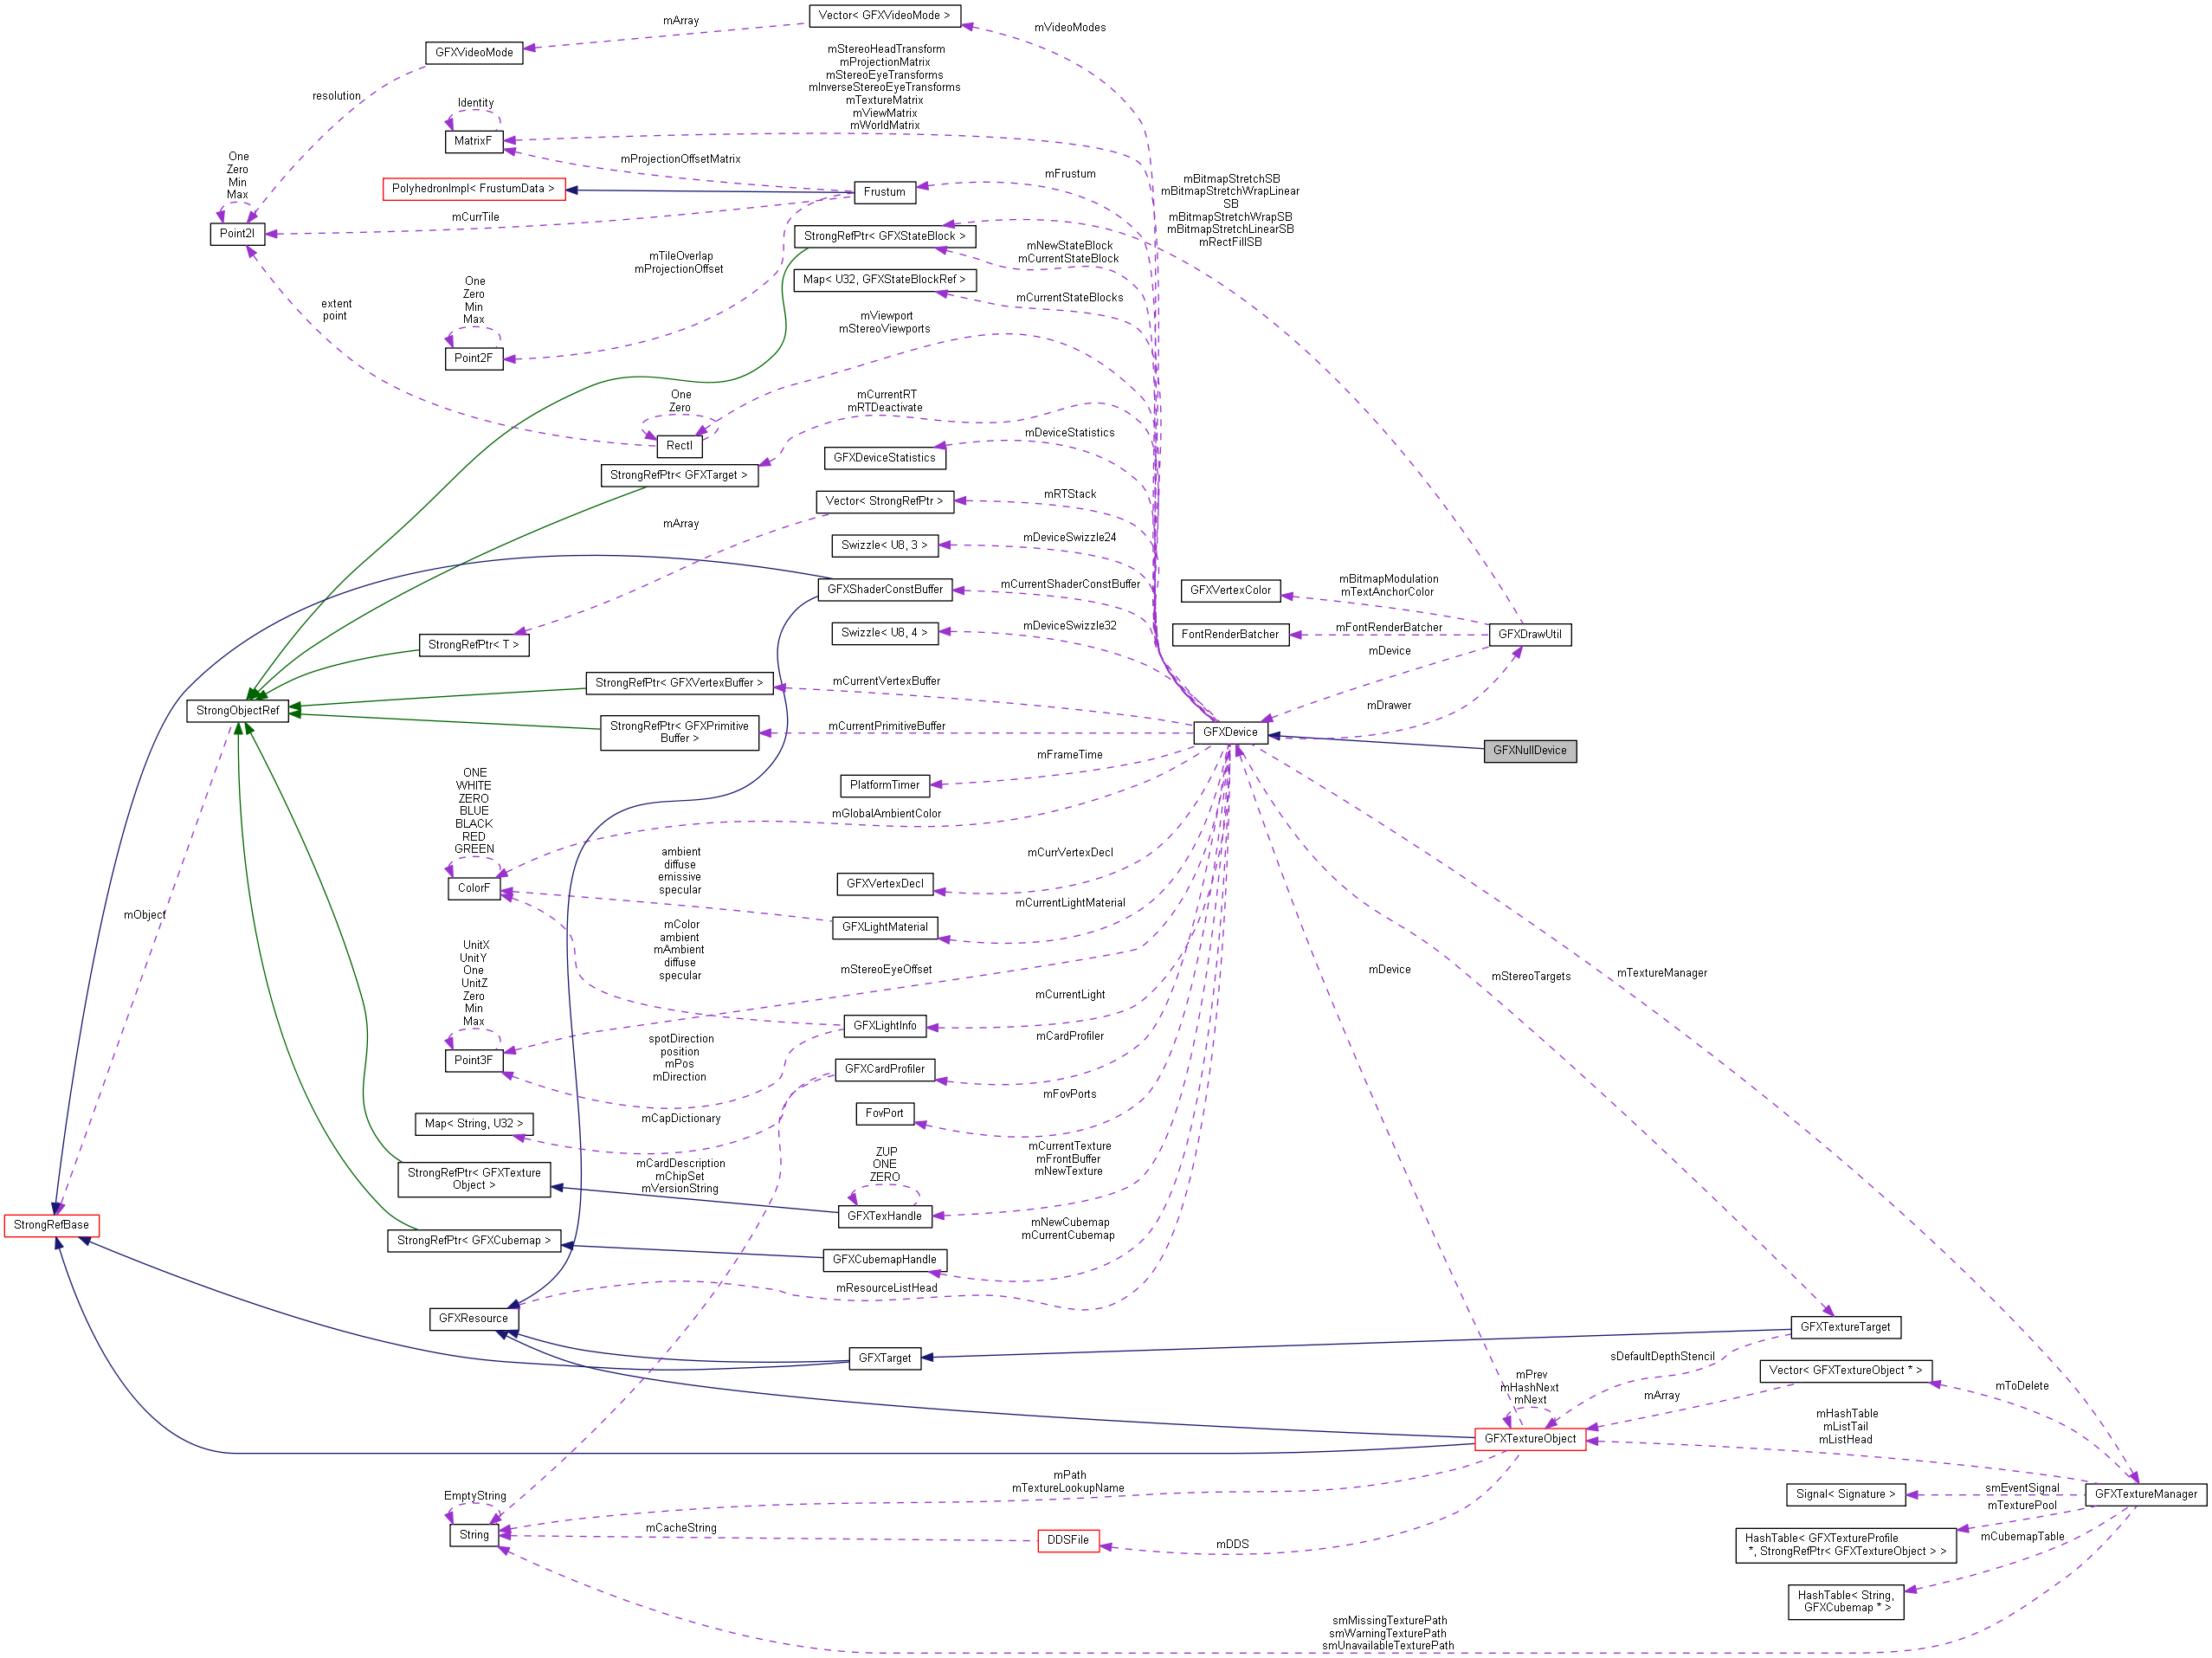 Vector< GFXVideoMode >
mArray
mVideoModes
GFXVideoMode
mStereoHeadTransform
mProjectionMatrix
mStereoEyeTransforms
mInverseStereoEyeTransforms
mTextureMatrix
mViewMatrix
mWorldMatrix
resolution
Identity
MatrixF
mProjectionOffsetMatrix
One
Zero
Min
Max
PolyhedronImpl< FrustumData >
Frustum
mFrustum
mBitmapStretchSB
mBitmapStretchWrapLinear
SB
mBitmapStretchWrapSB
mBitmapStretchLinearSB
mRectFillSB
mCurrTile
Point2I
StrongRefPtr< GFXStateBlock >
mNewStateBlock
mCurrentStateBlock
mTileOverlap
mProjectionOffset
Map< U32, GFXStateBlockRef >
mCurrentStateBlocks
One
Zero
Min
Max
extent
point
mViewport
mStereoViewports
Point2F
One
Zero
mCurrentRT
mRTDeactivate
RectI
mDeviceStatistics
GFXDeviceStatistics
StrongRefPtr< GFXTarget >
Vector< StrongRefPtr >
mRTStack
mArray
Swizzle< U8, 3 >
mDeviceSwizzle24
GFXShaderConstBuffer
mCurrentShaderConstBuffer
GFXVertexColor
mBitmapModulation
mTextAnchorColor
Swizzle< U8, 4 >
mDeviceSwizzle32
FontRenderBatcher
mFontRenderBatcher
GFXDrawUtil
StrongRefPtr< T >
mDevice
StrongRefPtr< GFXVertexBuffer >
mCurrentVertexBuffer
StrongObjectRef
mDrawer
StrongRefPtr< GFXPrimitive
Buffer >
mCurrentPrimitiveBuffer
GFXDevice
GFXNullDevice
mFrameTime
PlatformTimer
ONE
WHITE
ZERO
BLUE
BLACK
RED
GREEN
mGlobalAmbientColor
ambient
diffuse
emissive
specular
mCurrVertexDecl
ColorF
GFXVertexDecl
mCurrentLightMaterial
mObject
GFXLightMaterial
mColor
ambient
mAmbient
diffuse
specular
UnitX
UnitY
One
UnitZ
Zero
Min
Max
mStereoEyeOffset
mDevice
mStereoTargets
mTextureManager
mCurrentLight
GFXLightInfo
mCardProfiler
spotDirection
position
mPos
mDirection
Point3F
GFXCardProfiler
mFovPorts
FovPort
mCapDictionary
Map< String, U32 >
mCurrentTexture
mFrontBuffer
mNewTexture
ZUP
ONE
ZERO
mCardDescription
mChipSet
mVersionString
StrongRefPtr< GFXTexture
Object >
GFXTexHandle
StrongRefBase
mNewCubemap
mCurrentCubemap
StrongRefPtr< GFXCubemap >
GFXCubemapHandle
mResourceListHead
GFXResource
GFXTextureTarget
GFXTarget
sDefaultDepthStencil
mPrev
mHashNext
mNext
Vector< GFXTextureObject * >
mArray
mToDelete
mHashTable
mListTail
mListHead
GFXTextureObject
mPath
mTextureLookupName
EmptyString
String
mCacheString
DDSFile
mDDS
Signal< Signature >
smEventSignal
GFXTextureManager
mTexturePool
HashTable< GFXTextureProfile
*, StrongRefPtr< GFXTextureObject > >
mCubemapTable
HashTable< String,
GFXCubemap * >
smMissingTexturePath
smWarningTexturePath
smUnavailableTexturePath